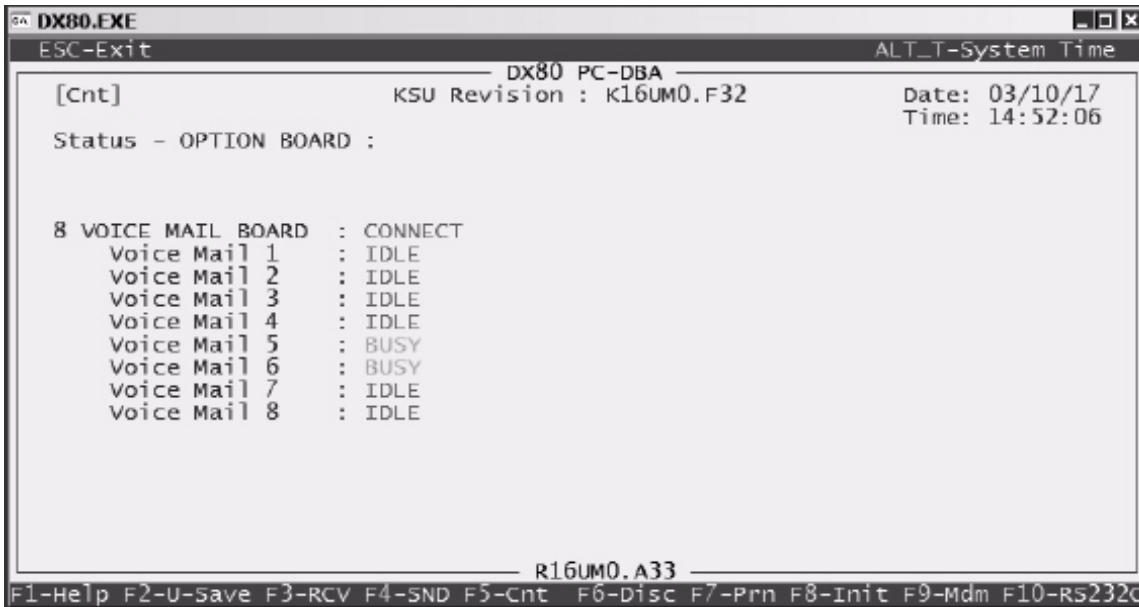 DX80.EXE
ESC-Exit ALT_T-System Time
DX80 PC-DBA
[Cnt] KSU Revision : K16UM0.F32 Date: 03/10/17
Time: 14:52:06
Status - OPTION BOARD :
8 VOICE MAIL BOARD : CONNECT
Voice Mail 1 : IDLE
Voice Mail 2 : IDLE
Voice Mail 3 : IDLE
Voice Mail 4 : IDLE
Voice Mail 5 : BUSY
Voice Mail 6 : BUSY
Voice Mail 7 : IDLE
Voice Mail 8 : IDLE
R16UM0.A33
F1-Help F2-U-Save F3-RCV F4-SND F5-Cnt F6-Disc F7-Prn F8-Init F9-Mdm F10-RS232C